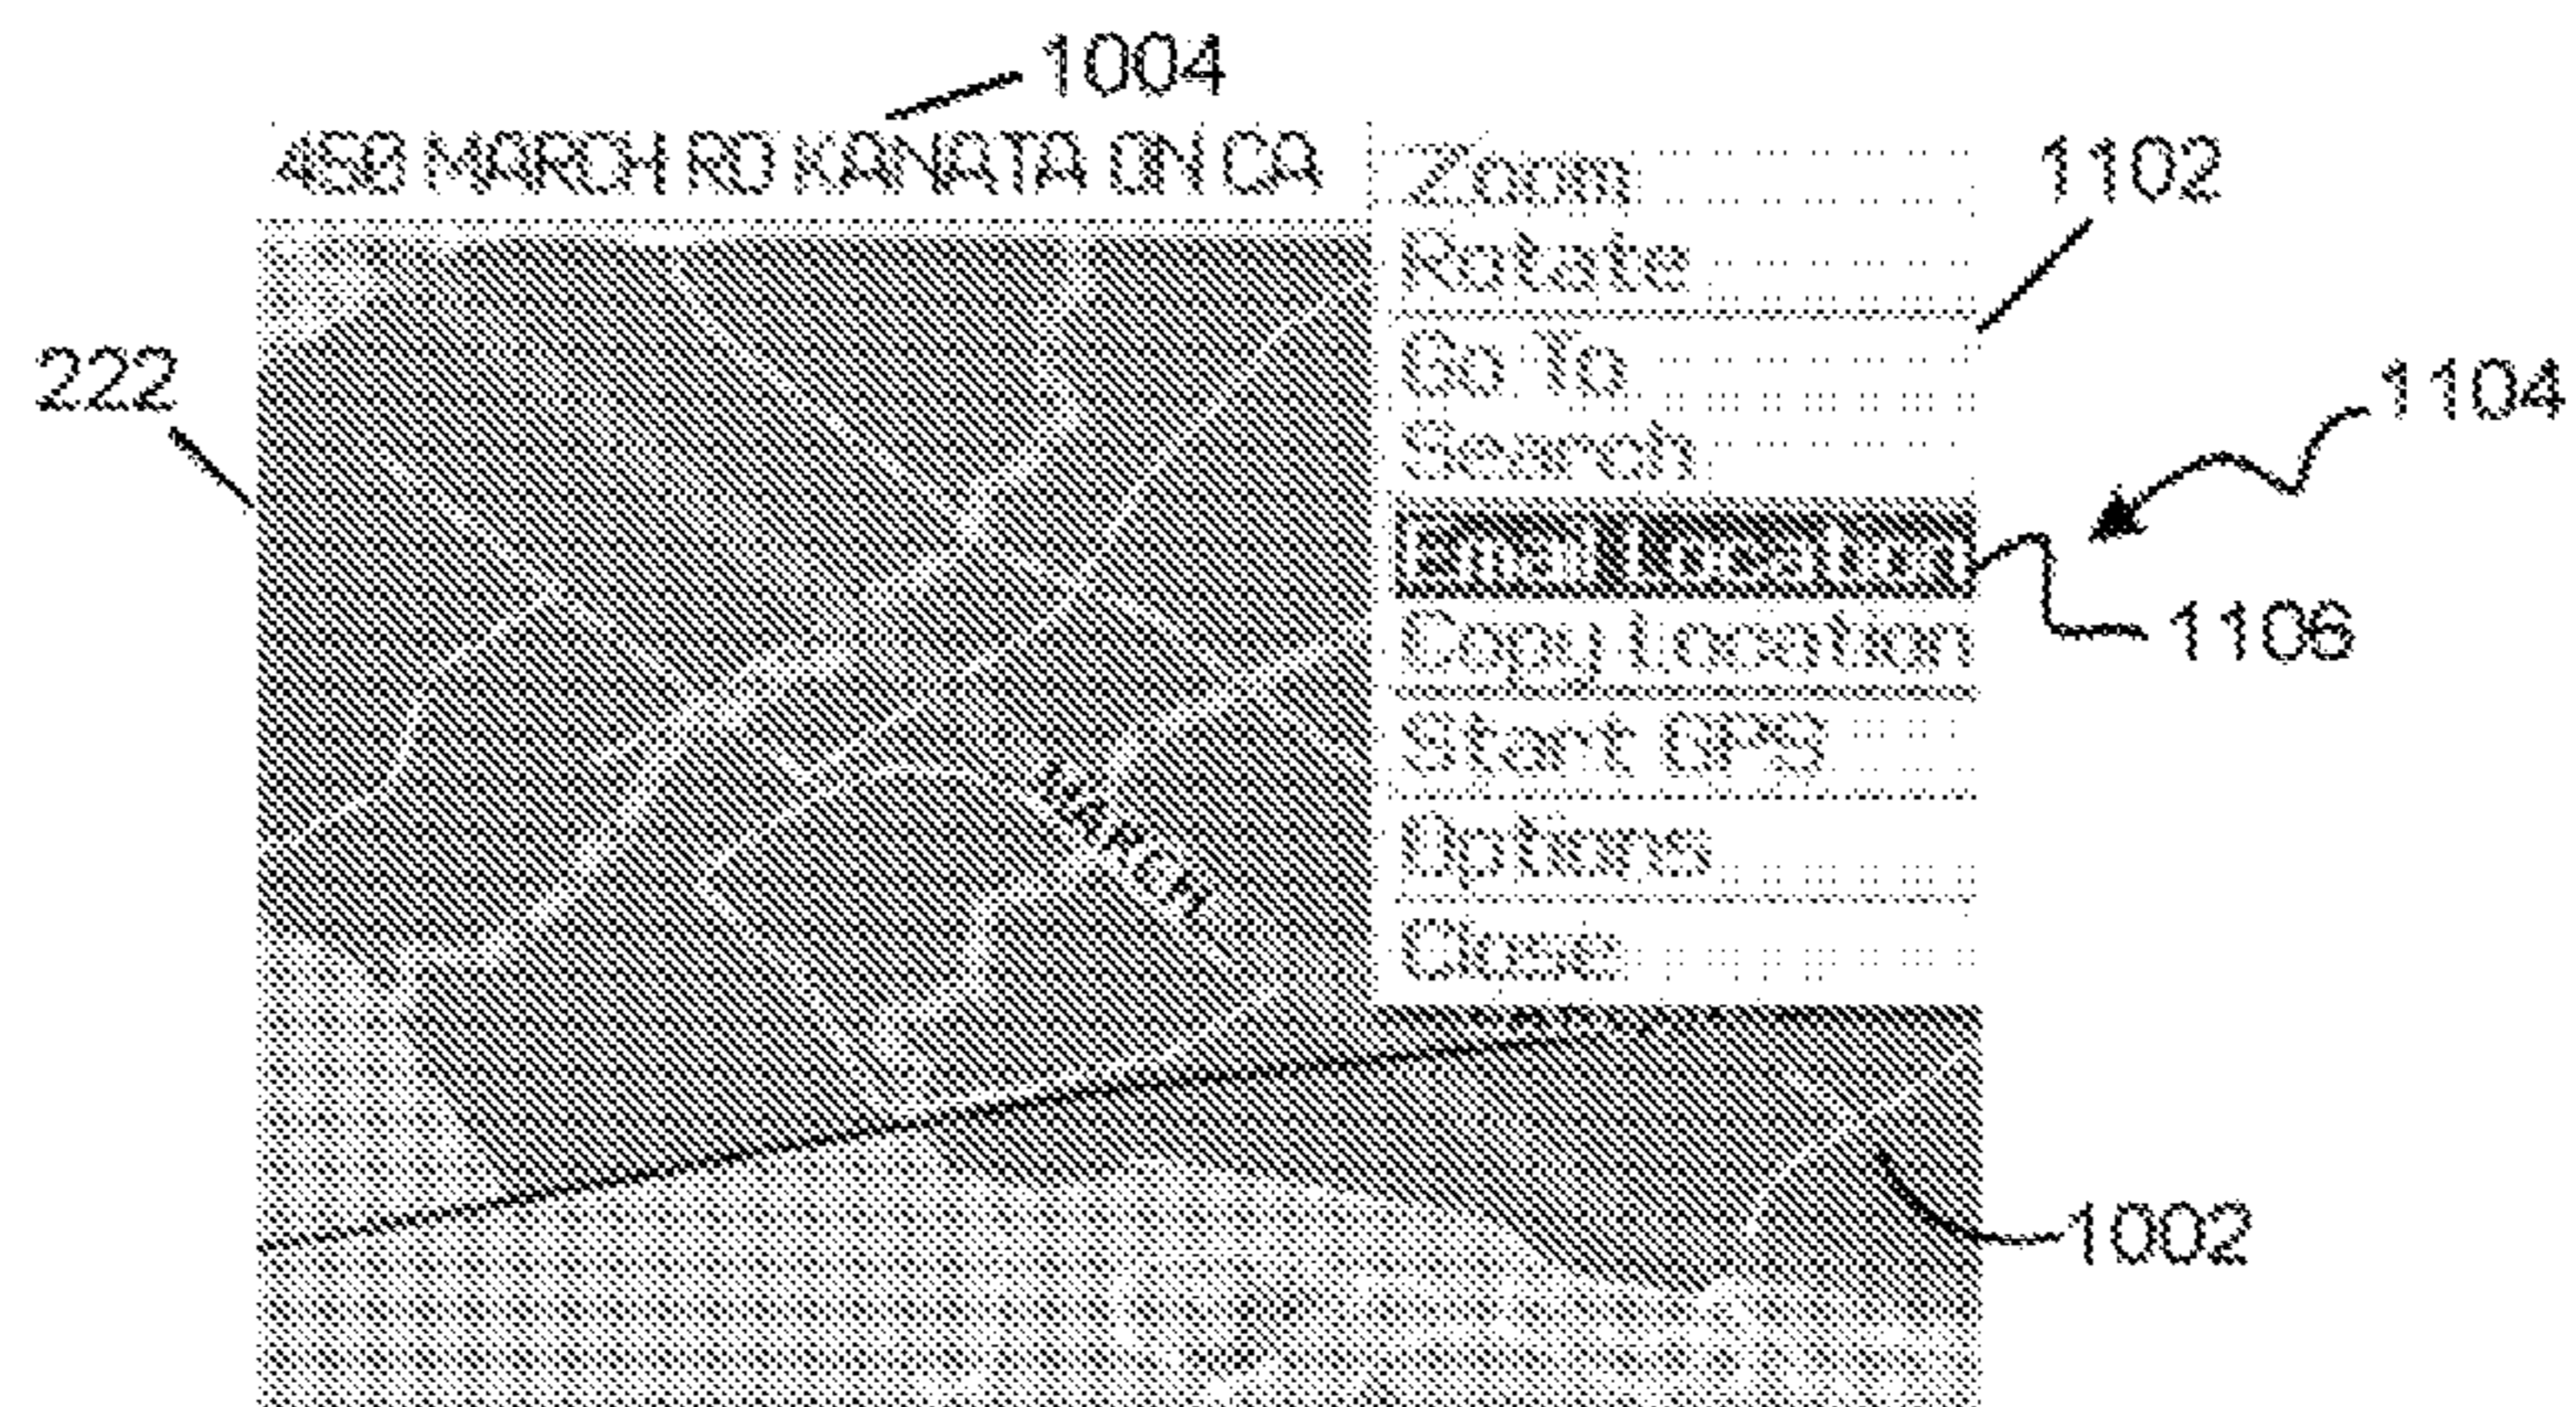 1004
450 MARCH RD KANATA ON CA
Zoom
1102
Rotate
222
Go To
1104
Search
Email Location
1106
Copy Location
Start GPS
MARCH
Options
Close
1002